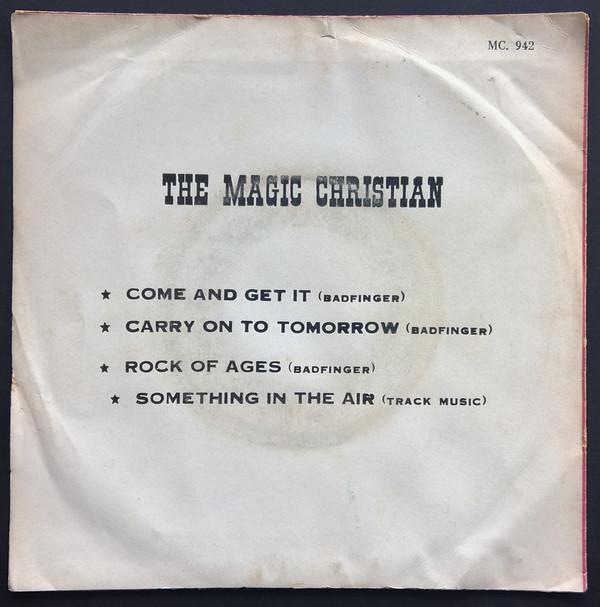 MC. 942
THE MAGIC CHRISTIAN
★ COME AND GET IT (BADFINGER)
★ CARRY ON TO TOMORROW (BADFINGER)
★ ROCK OF AGES (BADFINGER)
★ SOMETHING IN THE AIR (TRACK MUSIC)